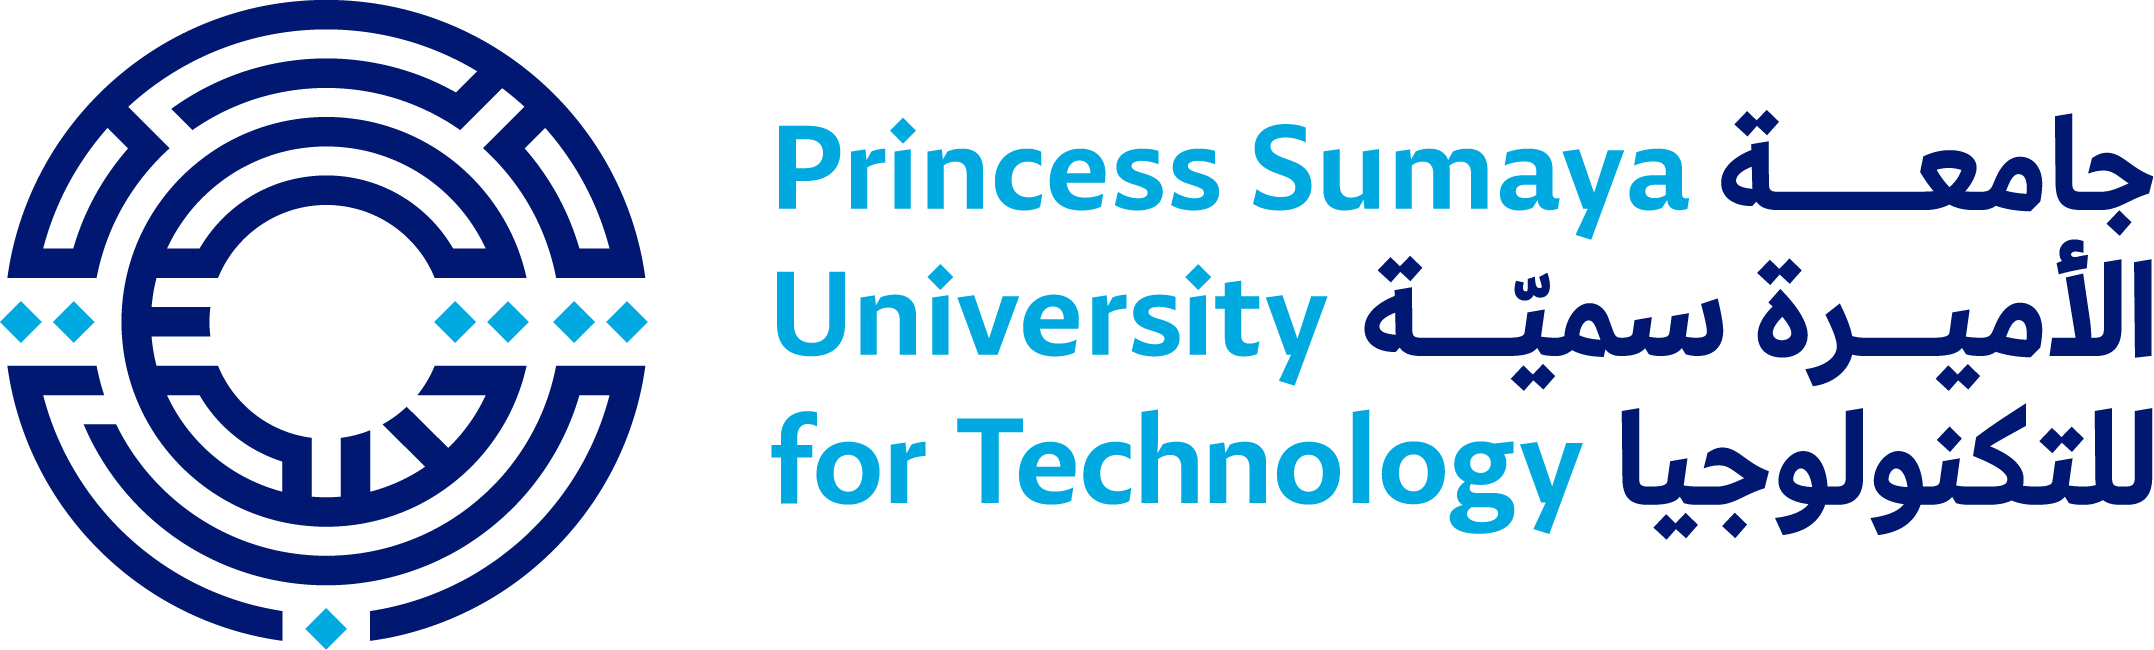 Princess Sumaya جامعة
University الأميرة سميّة
for Technology للتكنولوجيا